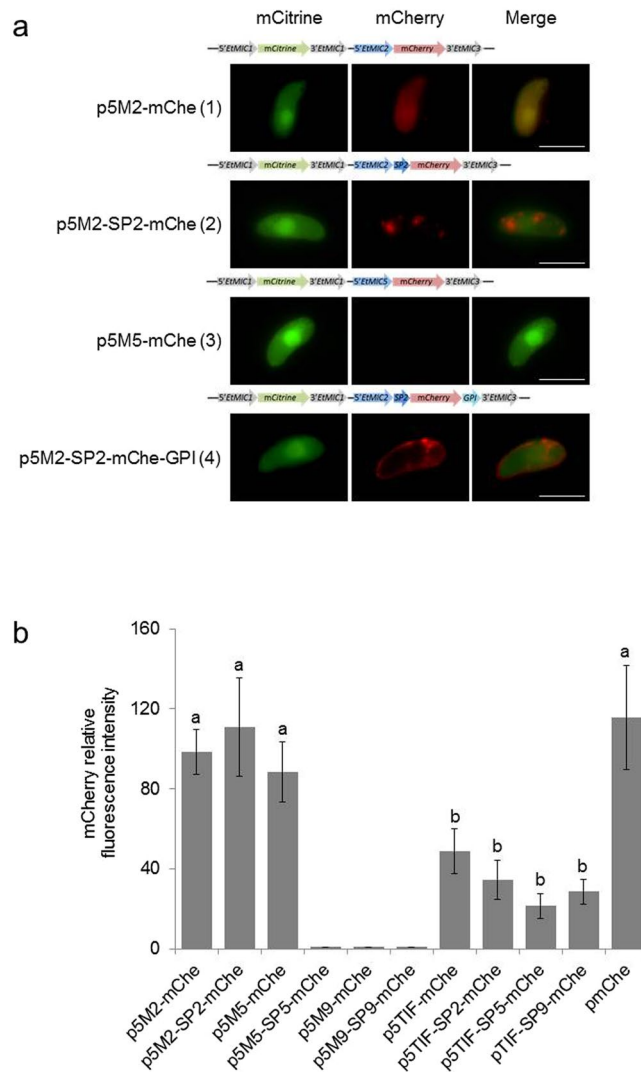 a
mCitrine mCherry Merge
5'EtMIC1 mCitrine 3'EtMIC1 5'EtMIC2 mCherry 3'EtMIC3
p5M2-mChe (1)
5'EtMIC1 mCitrine 3'EtMIC1 5'EtMIC2 SP2 mCherry 3'EtMIC3
p5M2-SP2-mChe (2)
5'EtMIC1 mCitrine 3'EtMIC1 5'EtMIC5 mCherry 3'EtMIC3
p5M5-mChe (3)
5'EtMIC1 mCitrine 3'EtMIC1 5'EtMIC2 SP2 mCherry GPI 3'EtMIC3
p5M2-SP2-mChe-GPI (4)
b
mCherry relative
fluorescence intensity
160
120
80
40
0
a a a b b b b a
p5M2-mChe
p5M2-SP2-mChe
p5M5-mChe
p5M5-SP5-mChe
p5M9-mChe
p5M9-SP9-mChe
p5TIF-mChe
p5TIF-SP2-mChe
p5TIF-SP5-mChe
pTIF-SP9-mChe
pmChe